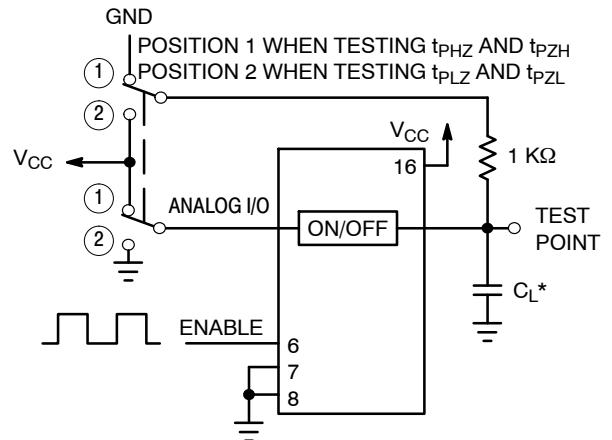 GND
POSITION 1 WHEN TESTING tPHZ AND tPZH
1 POSITION 2 WHEN TESTING tPLZ AND tPZL
2
VCC
VCC
16
1 KΩ
1
ANALOG I/O
ON/OFF
TEST
POINT
2
CL*
ENABLE
6
7
8